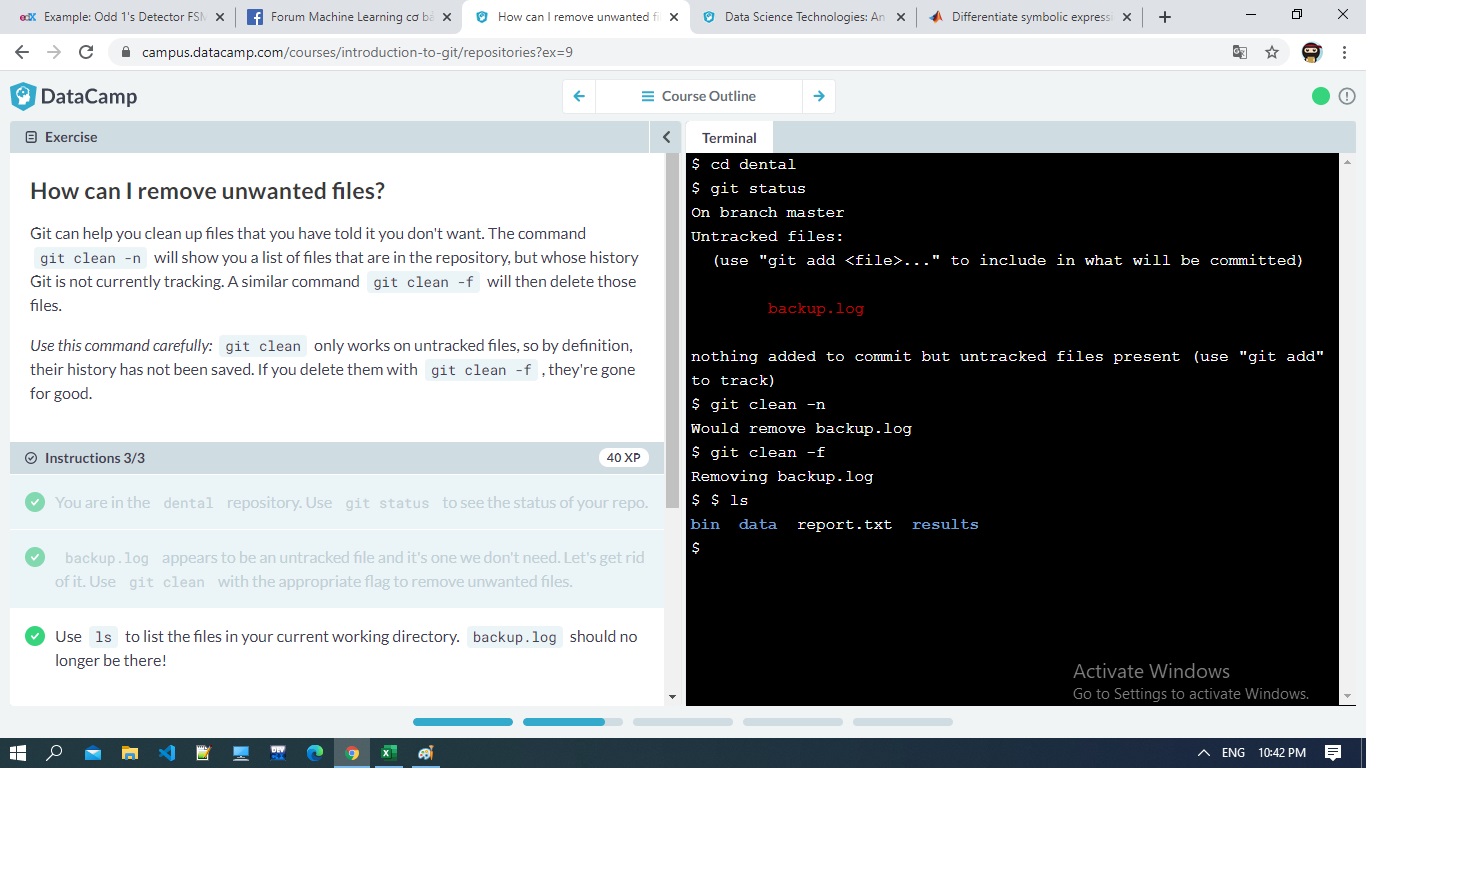 Example: Odd 1's Detector FSM
Forum Machine Learning cơ bả
How can I remove unwanted fi
Data Science Technologies: An
Differentiate symbolic expressi
campus.datacamp.com/courses/introduction-to-git/repositories?ex=9
DataCamp
Course Outline
Exercise
How can I remove unwanted files?
Git can help you clean up files that you have told it you don't want. The command
git clean -n will show you a list of files that are in the repository, but whose history
Git is not currently tracking. A similar command git clean -f will then delete those
files.
Use this command carefully: git clean only works on untracked files, so by definition,
their history has not been saved. If you delete them with git clean -f , they're gone
for good.
Instructions 3/3
40 XP
You are in the dental repository. Use git status to see the status of your repo.
backup.log appears to be an untracked file and it's one we don't need. Let's get rid
of it. Use git clean with the appropriate flag to remove unwanted files.
Use ls to list the files in your current working directory. backup.log should no
longer be there!
Terminal
$ cd dental
$ git status
On branch master
Untracked files:
(use "git add <file>..." to include in what will be committed)
backup.log
nothing added to commit but untracked files present (use "git add"
to track)
$ git clean -n
Would remove backup.log
$ git clean -f
Removing backup.log
$ $ ls
bin data report.txt results
$
Activate Windows
Go to Settings to activate Windows.
ENG 10:42 PM